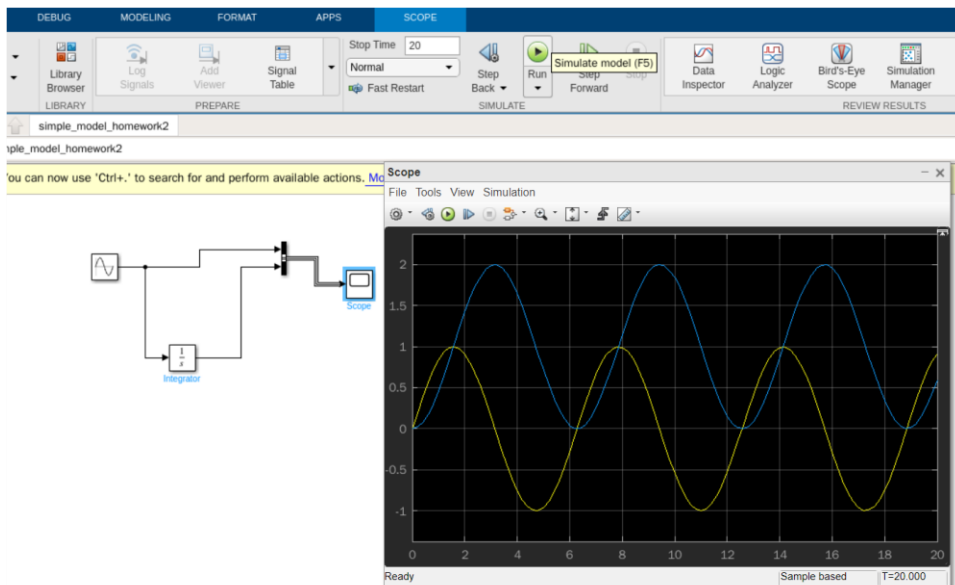 DEBUG MODELING FORMAT APPS SCOPE
Stop Time 20
Normal
Fast Restart
Library Browser
Log Signals
Add Viewer
Signal Table
Step Back
Run
Simulate model (F5)
Step Forward
Stop
Data Inspector
Logic Analyzer
Bird's-Eye Scope
Simulation Manager
LIBRARY PREPARE SIMULATE REVIEW RESULTS
simple_model_homework2
nple_model_homework2
ou can now use 'Ctrl+.' to search for and perform available actions. Mo
Scope
File Tools View Simulation
2
1.5
1
0.5
0
-0.5
-1
0 2 4 6 8 10 12 14 16 18 20
Ready Sample based T=20.000
Scope
1
s
Integrator